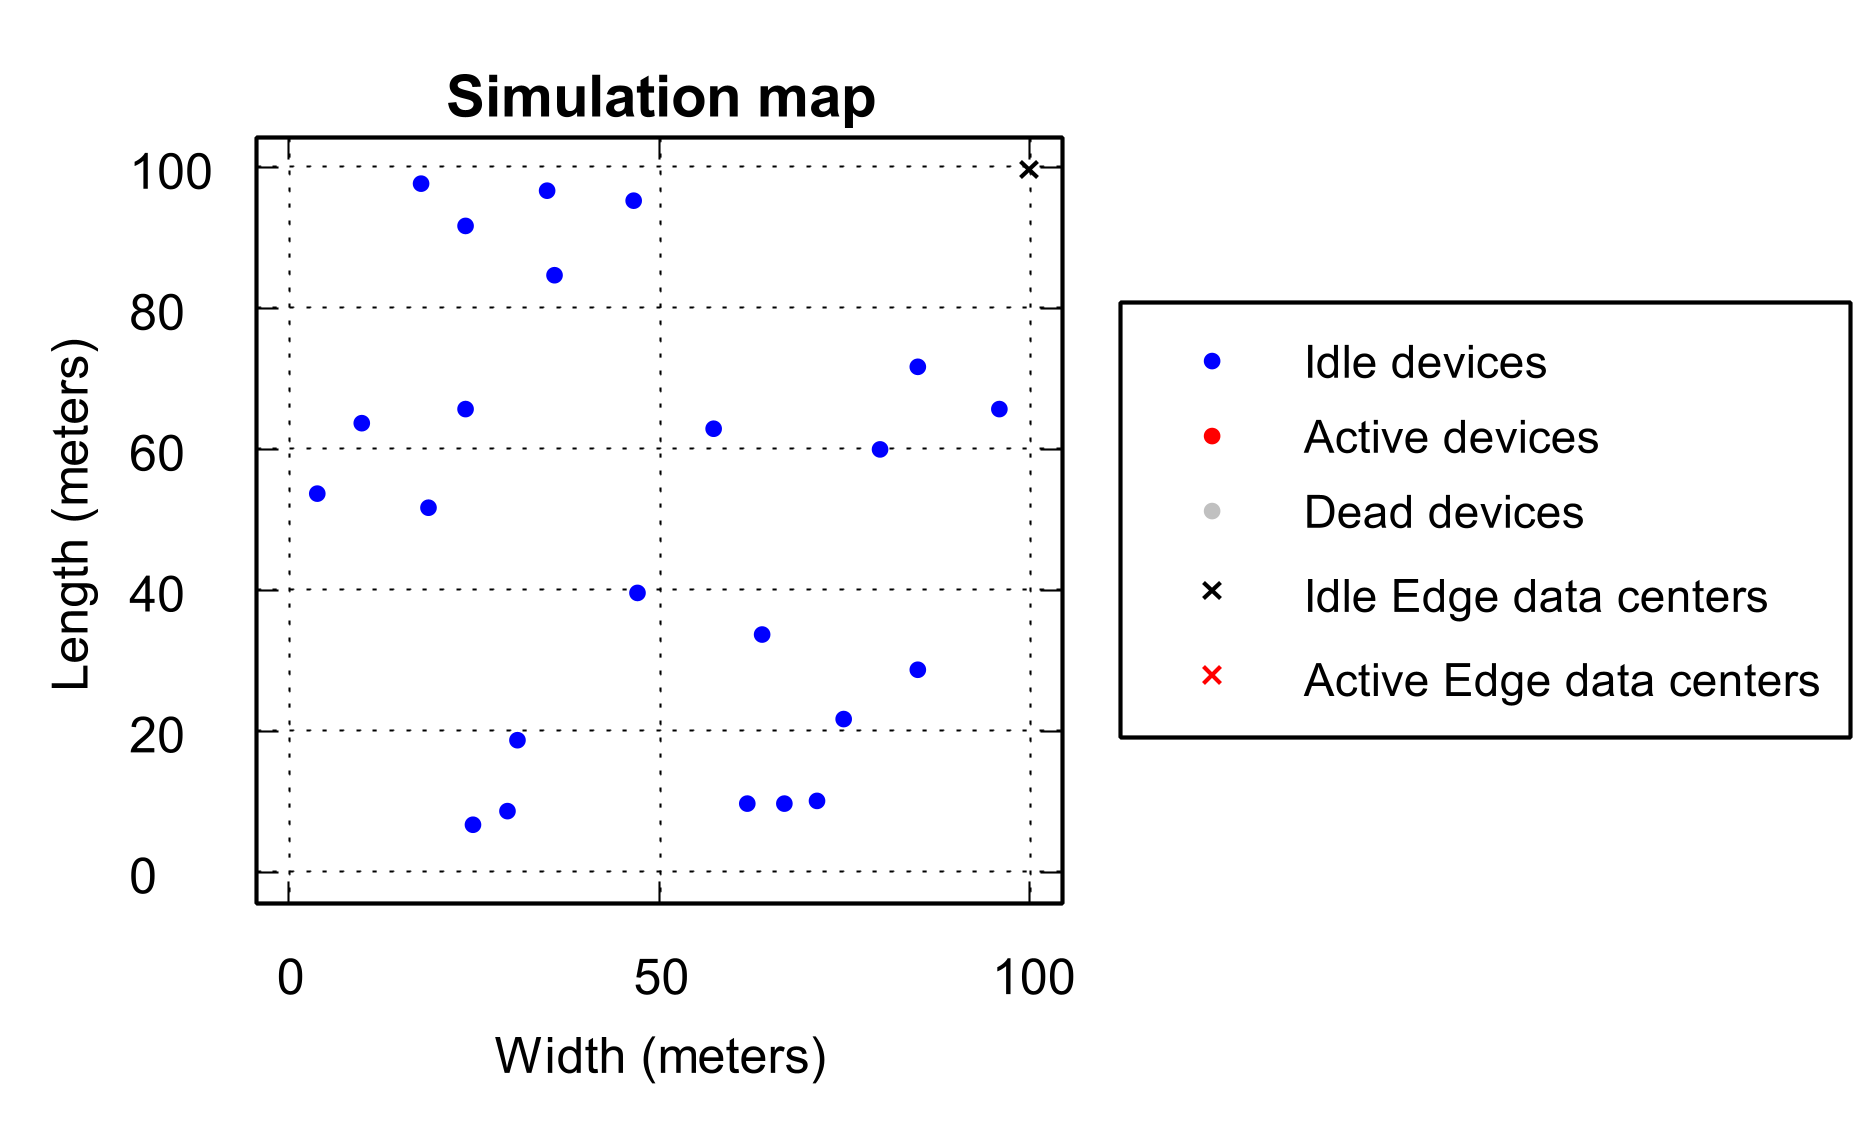 Simulation map
100
80
60
40
20
0
Length (meters)
0 50 100
Width (meters)
Idle devices
Active devices
Dead devices
Idle Edge data centers
Active Edge data centers